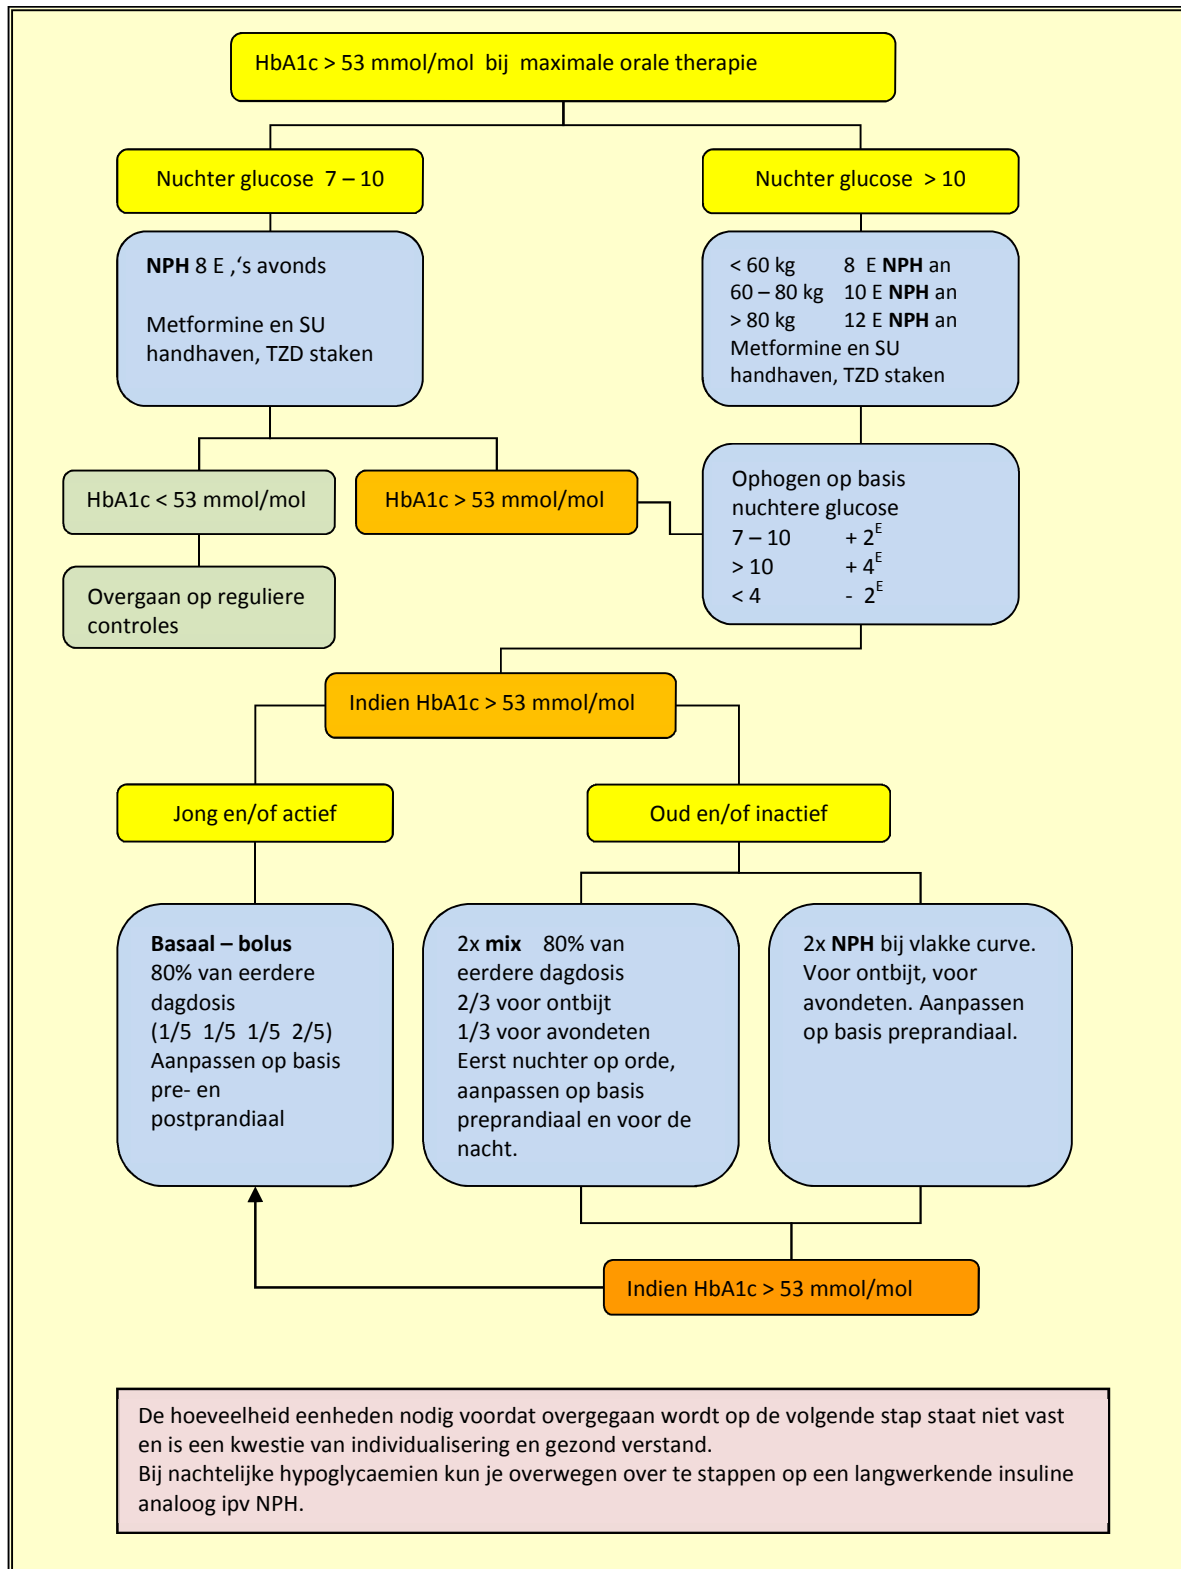 HbA1c > 53 mmol/mol bij maximale orale therapie
Nuchter glucose 7 – 10
Nuchter glucose > 10
NPH 8 E ,‘s avonds
Metformine en SU
handhaven, TZD staken
< 60 kg 8 E NPH an
60 – 80 kg 10 E NPH an
> 80 kg 12 E NPH an
Metformine en SU
handhaven, TZD staken
HbA1c < 53 mmol/mol
HbA1c > 53 mmol/mol
Ophogen op basis
nuchtere glucose
7 – 10 + 2E
> 10 + 4E
< 4 - 2E
Overgaan op reguliere
controles
Indien HbA1c > 53 mmol/mol
Jong en/of actief
Oud en/of inactief
Basaal – bolus
80% van eerdere
dagdosis
(1/5 1/5 1/5 2/5)
Aanpassen op basis
pre- en
postprandiaal
2x mix 80% van
eerdere dagdosis
2/3 voor ontbijt
1/3 voor avondeten
Eerst nuchter op orde,
aanpassen op basis
preprandiaal en voor de
nacht.
2x NPH bij vlakke curve.
Voor ontbijt, voor
avondeten. Aanpassen
op basis preprandiaal.
Indien HbA1c > 53 mmol/mol
De hoeveelheid eenheden nodig voordat overgegaan wordt op de volgende stap staat niet vast
en is een kwestie van individualisering en gezond verstand.
Bij nachtelijke hypoglycaemien kun je overwegen over te stappen op een langwerkende insuline
analoog ipv NPH.